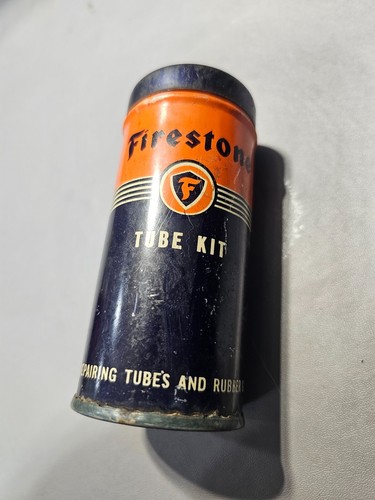 Firestone
F
TUBE KIT
PAIRING TUBES AND RUBBER